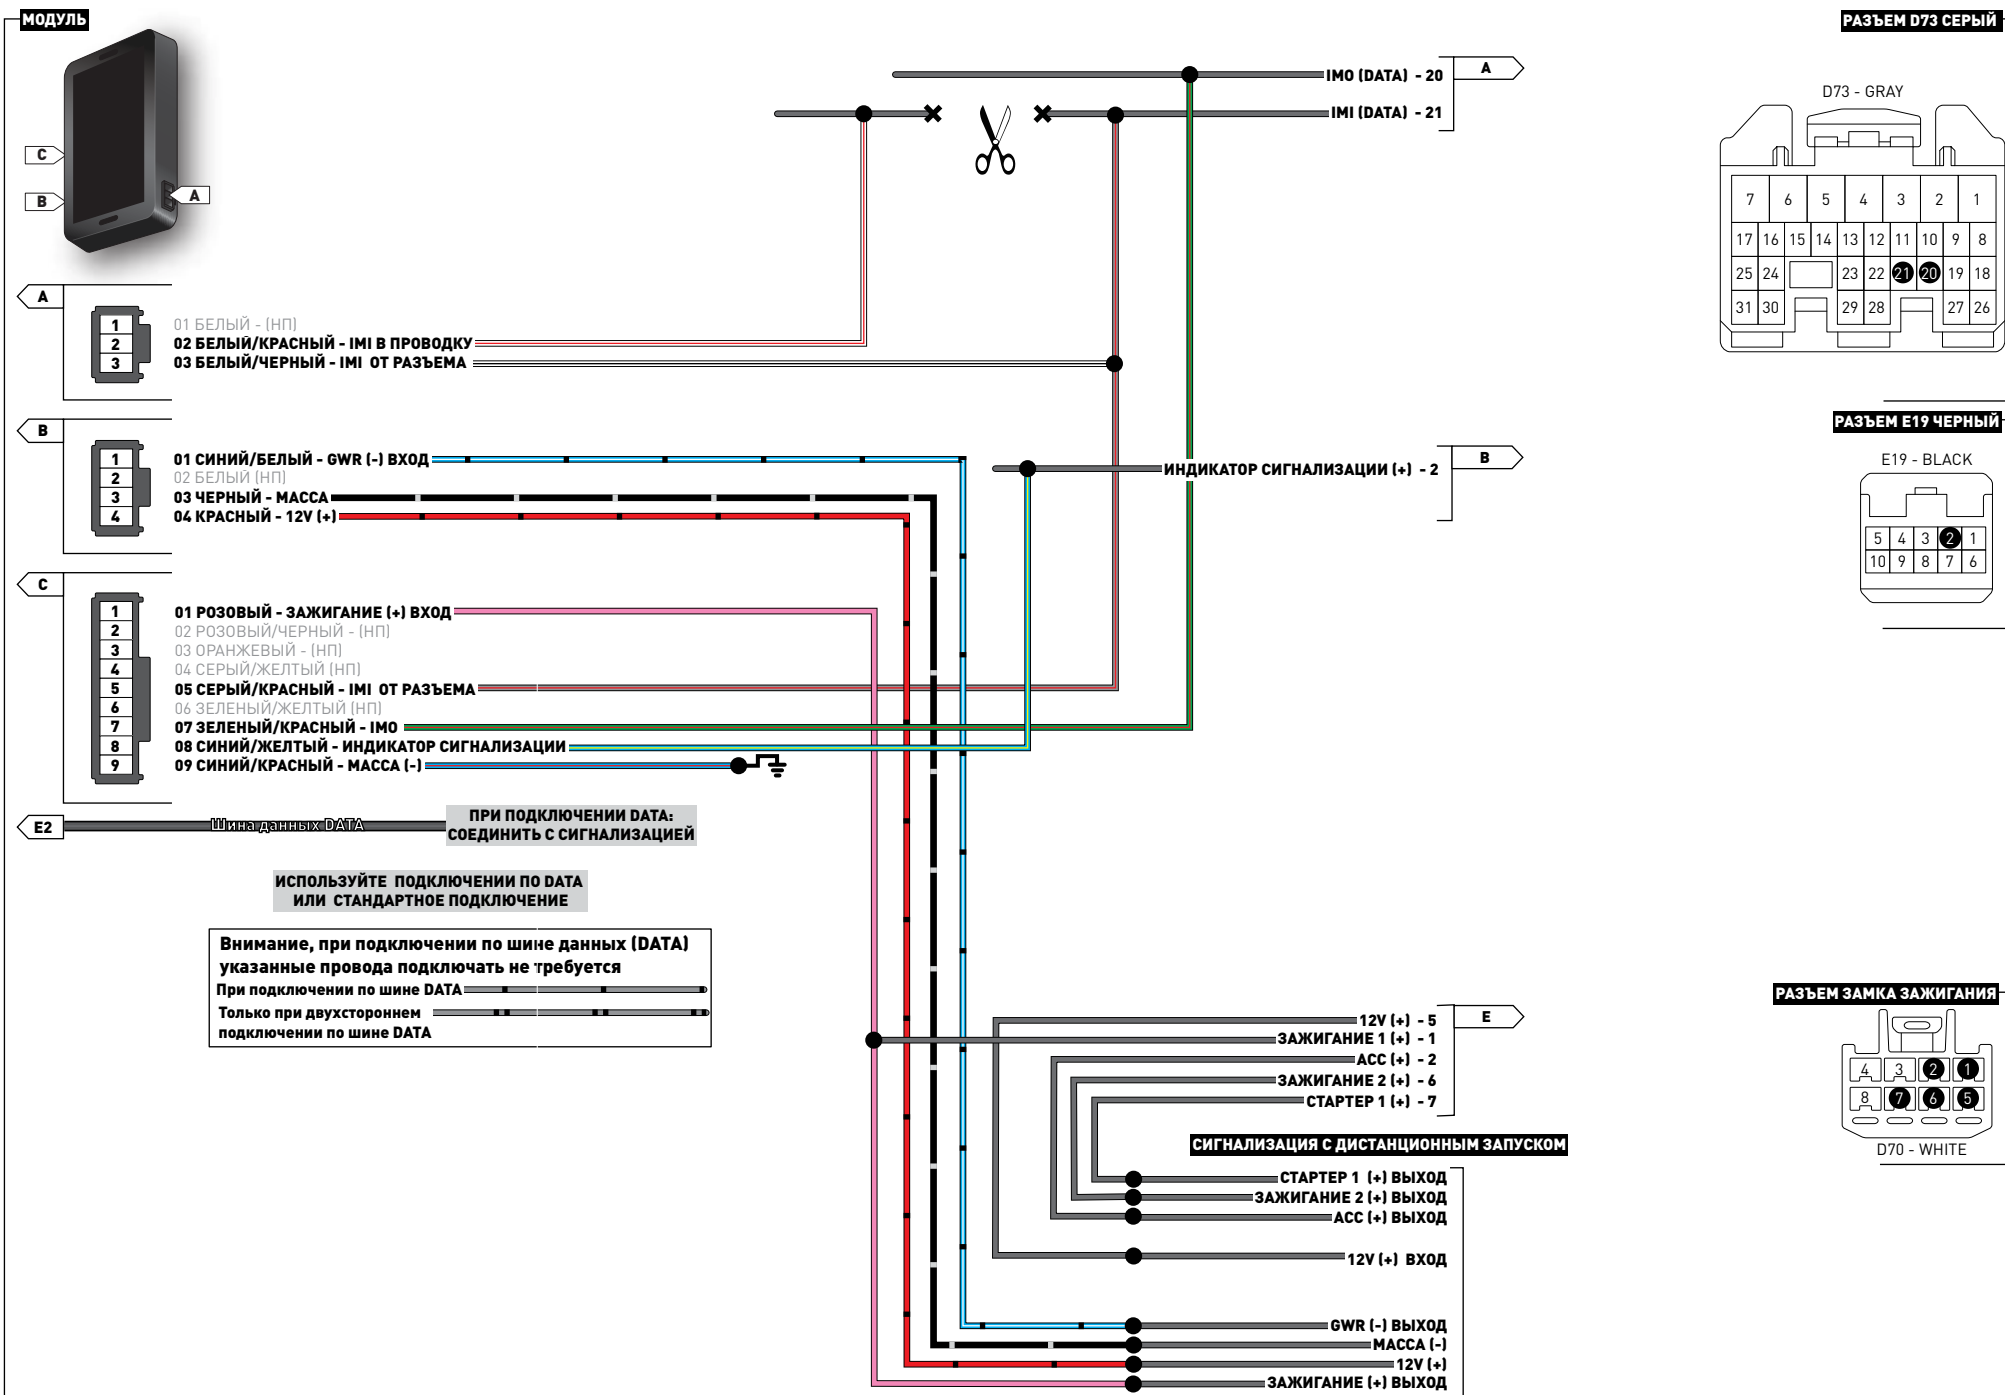 МОДУЛЬ
C
B
A
A
1
2
3
01 БЕЛЫЙ - (НП)
02 БЕЛЫЙ/КРАСНЫЙ - IMI В ПРОВОДКУ
03 БЕЛЫЙ/ЧЕРНЫЙ - IMI ОТ РАЗЪЕМА
B
1
2
3
4
01 СИНИЙ/БЕЛЫЙ - GWR (-) ВХОД
02 БЕЛЫЙ (НП)
03 ЧЕРНЫЙ - МАССА
04 КРАСНЫЙ - 12V (+)
C
1
2
3
4
5
6
7
8
9
01 РОЗОВЫЙ - ЗАЖИГАНИЕ (+) ВХОД
02 РОЗОВЫЙ/ЧЕРНЫЙ - (НП)
03 ОРАНЖЕВЫЙ - (НП)
04 СЕРЫЙ/ЖЕЛТЫЙ (НП)
05 СЕРЫЙ/КРАСНЫЙ - IMI ОТ РАЗЪЕМА
06 ЗЕЛЕНЫЙ/ЖЕЛТЫЙ (НП)
07 ЗЕЛЕНЫЙ/КРАСНЫЙ - IMO
08 СИНИЙ/ЖЕЛТЫЙ - ИНДИКАТОР СИГНАЛИЗАЦИИ
09 СИНИЙ/КРАСНЫЙ - МАССА (-)
E2
Шина данных DATA
ПРИ ПОДКЛЮЧЕНИИ DATA:
СОЕДИНИТЬ С СИГНАЛИЗАЦИЕЙ
ИСПОЛЬЗУЙТЕ ПОДКЛЮЧЕНИИ ПО DATA
ИЛИ СТАНДАРТНОЕ ПОДКЛЮЧЕНИЕ
Внимание, при подключении по шине данных (DATA)
указанные провода подключать не требуется
При подключении по шине DATA
Только при двухстороннем
подключении по шине DATA
IMO (DATA) - 20
IMI (DATA) - 21
A
ИНДИКАТОР СИГНАЛИЗАЦИИ (+) - 2
B
12V (+) - 5
ЗАЖИГАНИЕ 1 (+) - 1
ACC (+) - 2
ЗАЖИГАНИЕ 2 (+) - 6
СТАРТЕР 1 (+) - 7
E
СИГНАЛИЗАЦИЯ С ДИСТАНЦИОННЫМ ЗАПУСКОМ
СТАРТЕР 1 (+) ВЫХОД
ЗАЖИГАНИЕ 2 (+) ВЫХОД
ACC (+) ВЫХОД
12V (+) ВХОД
GWR (-) ВЫХОД
МАССА (-)
12V (+)
ЗАЖИГАНИЕ (+) ВЫХОД
РАЗЪЕМ D73 СЕРЫЙ
D73 - GRAY
7 6 5 4 3 2 1
17 16 15 14 13 12 11 10 9 8
25 24 23 22 21 20 19 18
31 30 29 28 27 26
РАЗЪЕМ E19 ЧЕРНЫЙ
E19 - BLACK
5 4 3 2 1
10 9 8 7 6
РАЗЪЕМ ЗАМКА ЗАЖИГАНИЯ
4 3 2 1
8 7 6 5
D70 - WHITE